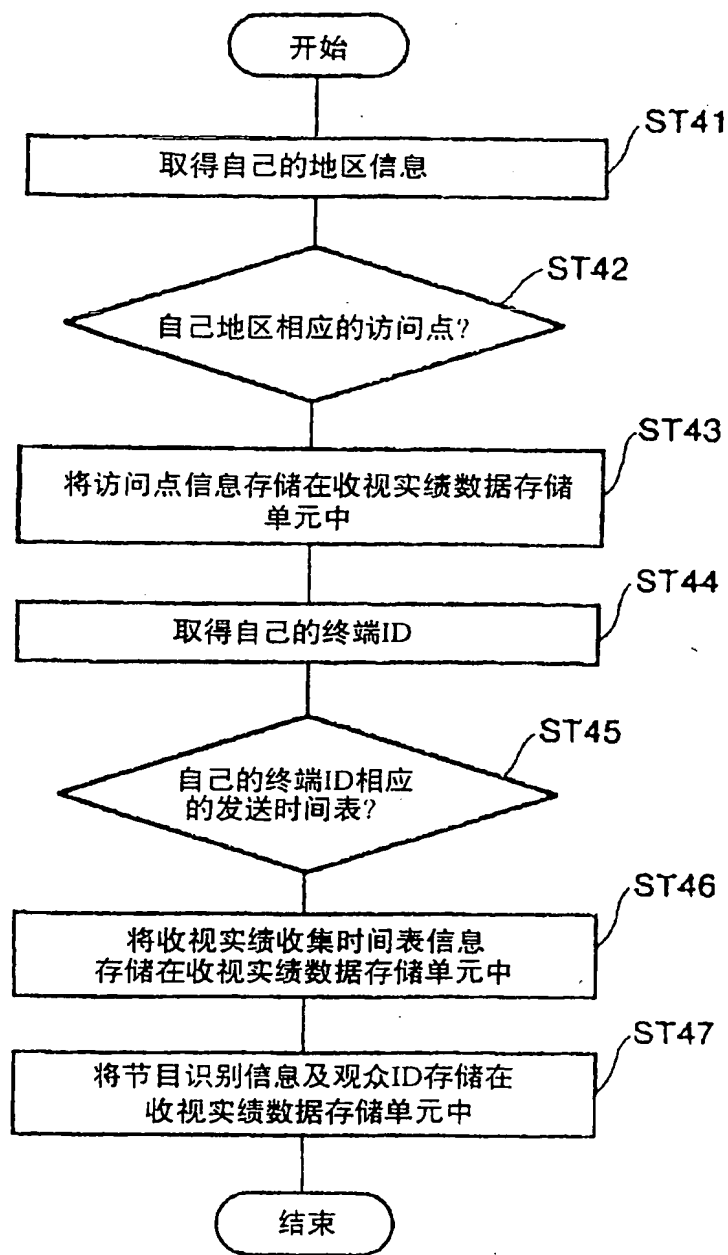 开始
ST41
取得自己的地区信息
ST42
自己地区相应的访问点?
ST43
将访问点信息存储在收视实绩数据存储
单元中
ST44
取得自己的终端ID
ST45
自己的终端ID相应
的发送时间表?
ST46
将收视实绩收集时间表信息
存储在收视实绩数据存储单元中
ST47
将节目识别信息及观众ID存储在
收视实绩数据存储单元中
结束